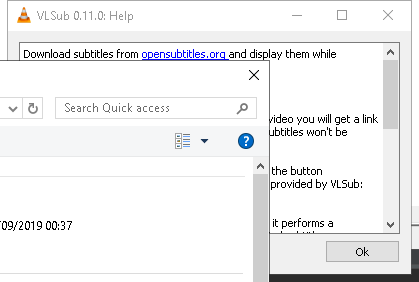 VLSub 0.11.0: Help
Download subtitles from opensubtitles.org and display them while
Search Quick access
video you will get a link
ubtitles won't be
the button
provided by VLSub:
/09/2019 00:37
it performs a
Ok